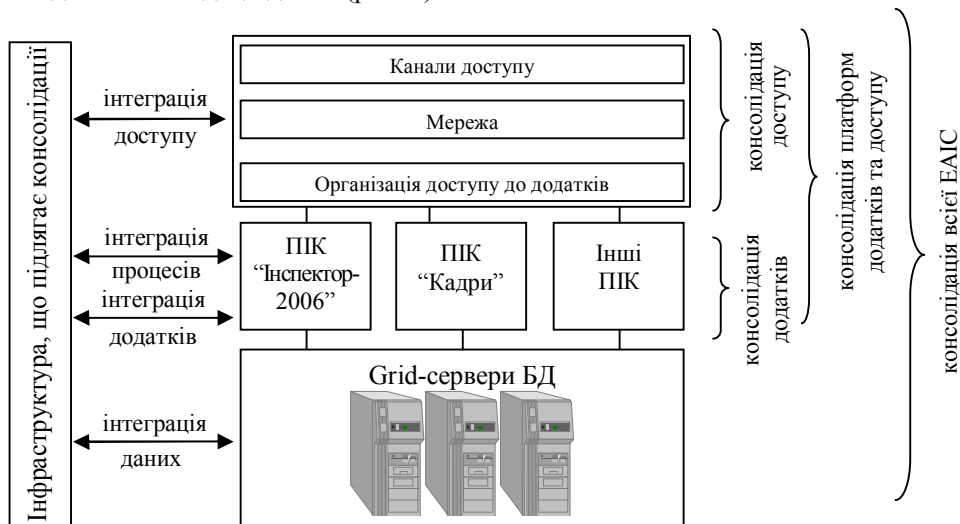 Інфраструктура, що підлягає консолідації
інтеграція
доступу
Канали доступу
Мережа
Організація доступу до додатків
консолідація
доступу
консолідація платформ
додатків та доступу
консолідація всієї ЕАІС
інтеграція
процесів
інтеграція
додатків
ПІК
“Інспектор-
2006”
ПІК
“Кадри”
Інші
ПІК
консолідація
додатків
інтеграція
даних
Grid-сервери БД